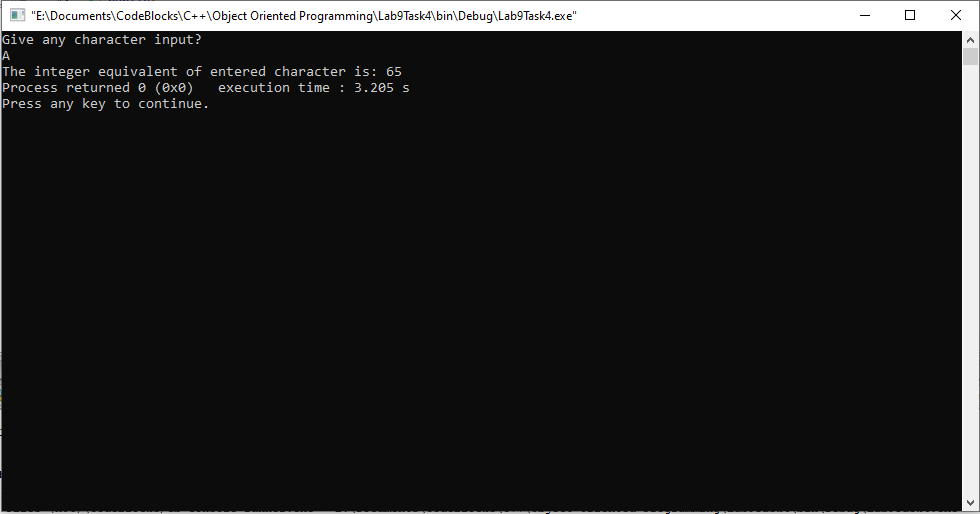 "E:\Documents\CodeBlocks\C++\Object Oriented Programming\Lab9Task4\bin\Debug\Lab9Task4.exe"
Give any character input?
A
The integer equivalent of entered character is: 65
Process returned 0 (0x0)   execution time : 3.205 s
Press any key to continue.